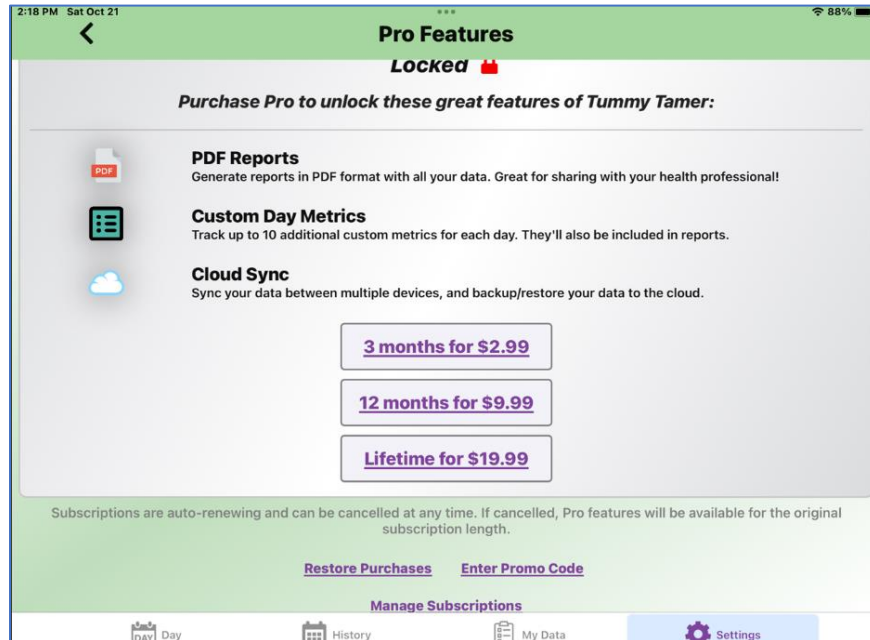 2:18 PM Sat Oct 21
88%
Pro Features
Locked
Purchase Pro to unlock these great features of Tummy Tamer:
PDF
PDF Reports
Generate reports in PDF format with all your data. Great for sharing with your health professional!
Custom Day Metrics
Track up to 10 additional custom metrics for each day. They'll also be included in reports.
Cloud Sync
Sync your data between multiple devices, and backup/restore your data to the cloud.
3 months for $2.99
12 months for $9.99
Lifetime for $19.99
Subscriptions are auto-renewing and can be cancelled at any time. If cancelled, Pro features will be available for the original
subscription length.
Restore Purchases Enter Promo Code
Manage Subscriptions
DAY Day History My Data Settings